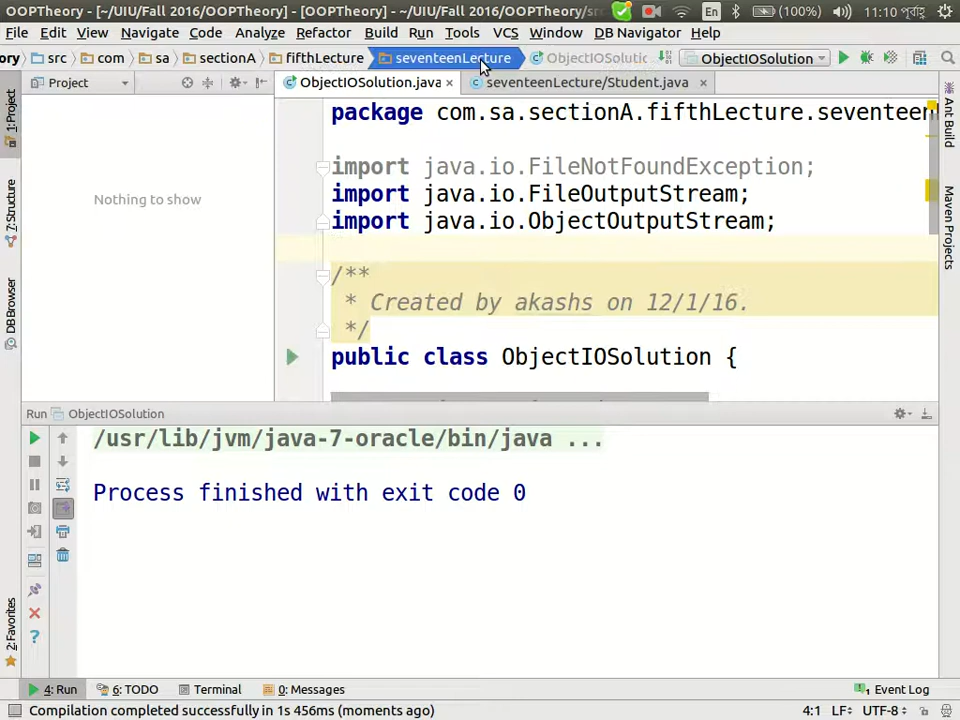 OOPTheory - [~/UIU/Fall 2016/OOPTheory] - [OOPTheory] - ~/UIU/Fall 2016/OOPTheory/ En (100%) 11:10 পূর্বাহ্ণ
File Edit View Navigate Code Analyze Refactor Build Run Tools VCS Window DB Navigator Help
ory src com sa sectionA fifthLecture seventeenLecture ObjectIOSolutic ObjectIOSolution
Project ObjectIOSolution.java seventeenLecture/Student.java
1: Project
7: Structure
DB Browser
2: Favorites
Nothing to show
package com.sa.sectionA.fifthLecture.seventeen
import java.io.FileNotFoundException;
import java.io.FileOutputStream;
import java.io.ObjectOutputStream;
/**
* Created by akashs on 12/1/16.
*/
public class ObjectIOSolution {
Ant Build
Maven Projects
Run ObjectIOSolution
/usr/lib/jvm/java-7-oracle/bin/java ...
Process finished with exit code 0
4: Run 6: TODO Terminal 0: Messages Event Log
Compilation completed successfully in 1s 456ms (moments ago) 4:1 LF UTF-8